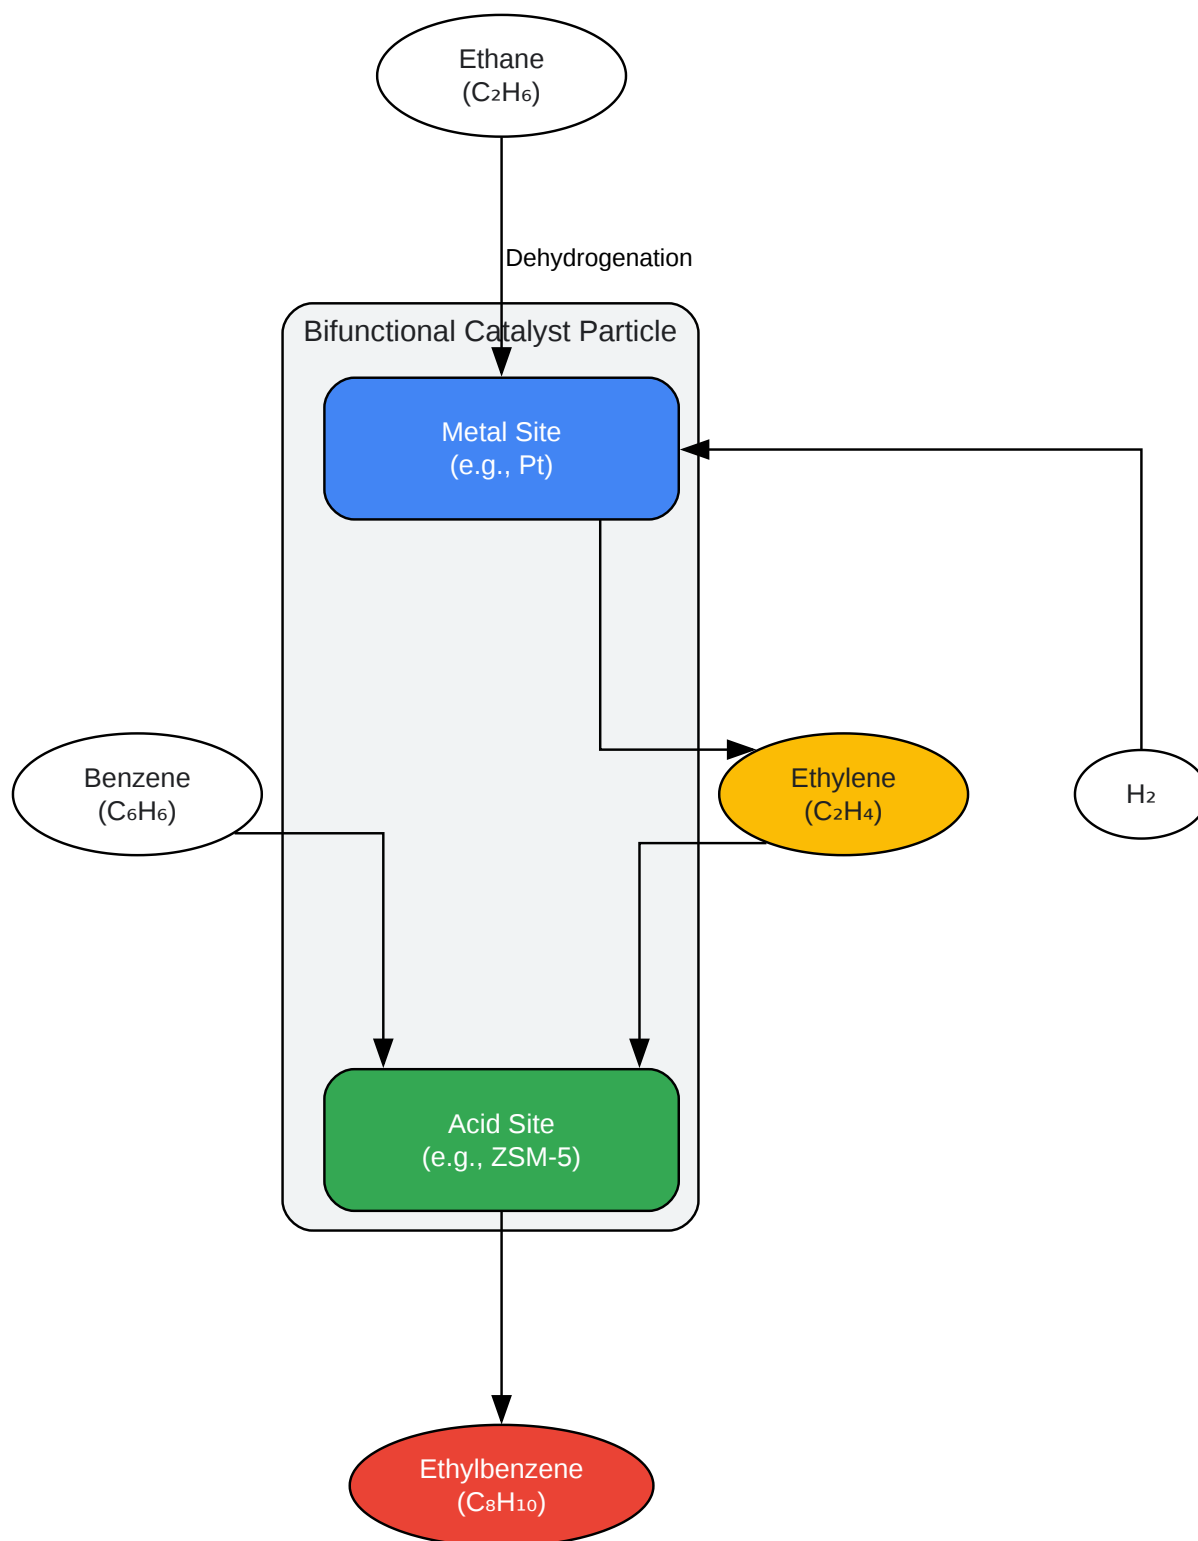 Ethane
(C₂H₆)
Dehydrogenation
Bifunctional Catalyst Particle
Metal Site
(e.g., Pt)
Benzene
(C₆H₆)
Ethylene
(C₂H₄)
H₂
Acid Site
(e.g., ZSM-5)
Ethylbenzene
(C₈H₁₀)